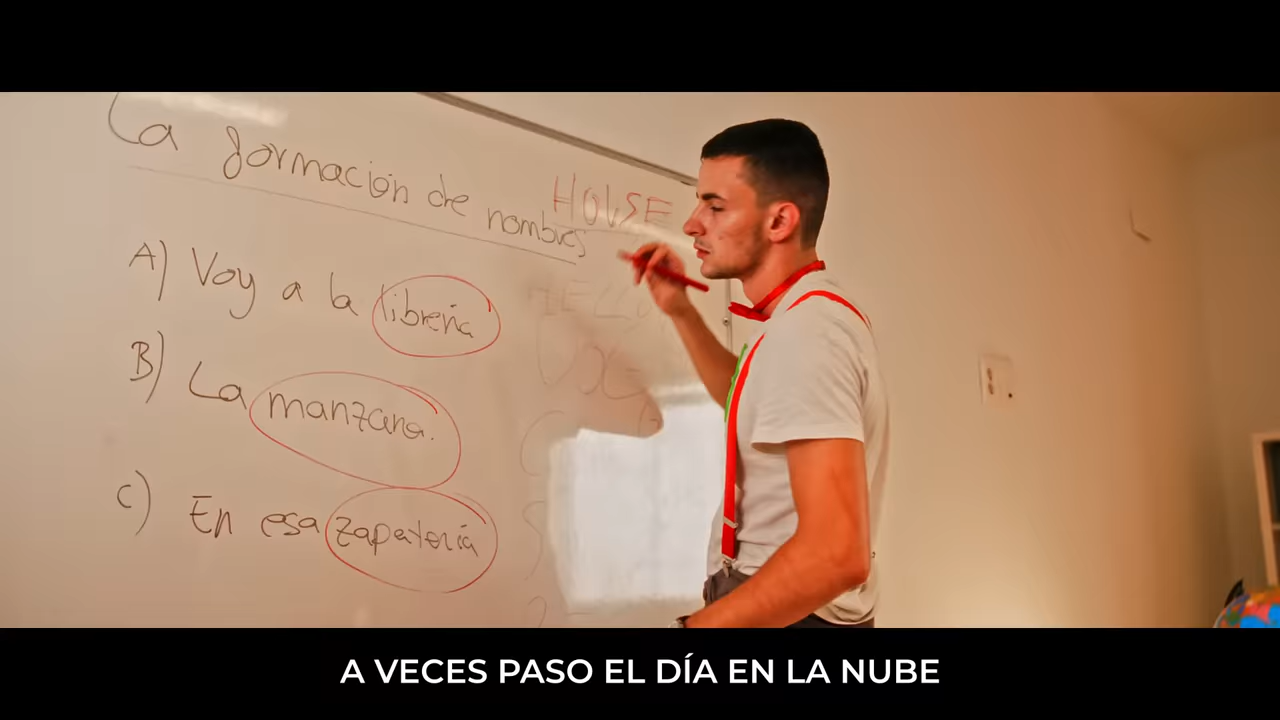 La formación de nombres
HOUSE
A) Voy a la librería
B) La manzana.
C) En esa zapatería
A VECES PASO EL DÍA EN LA NUBE